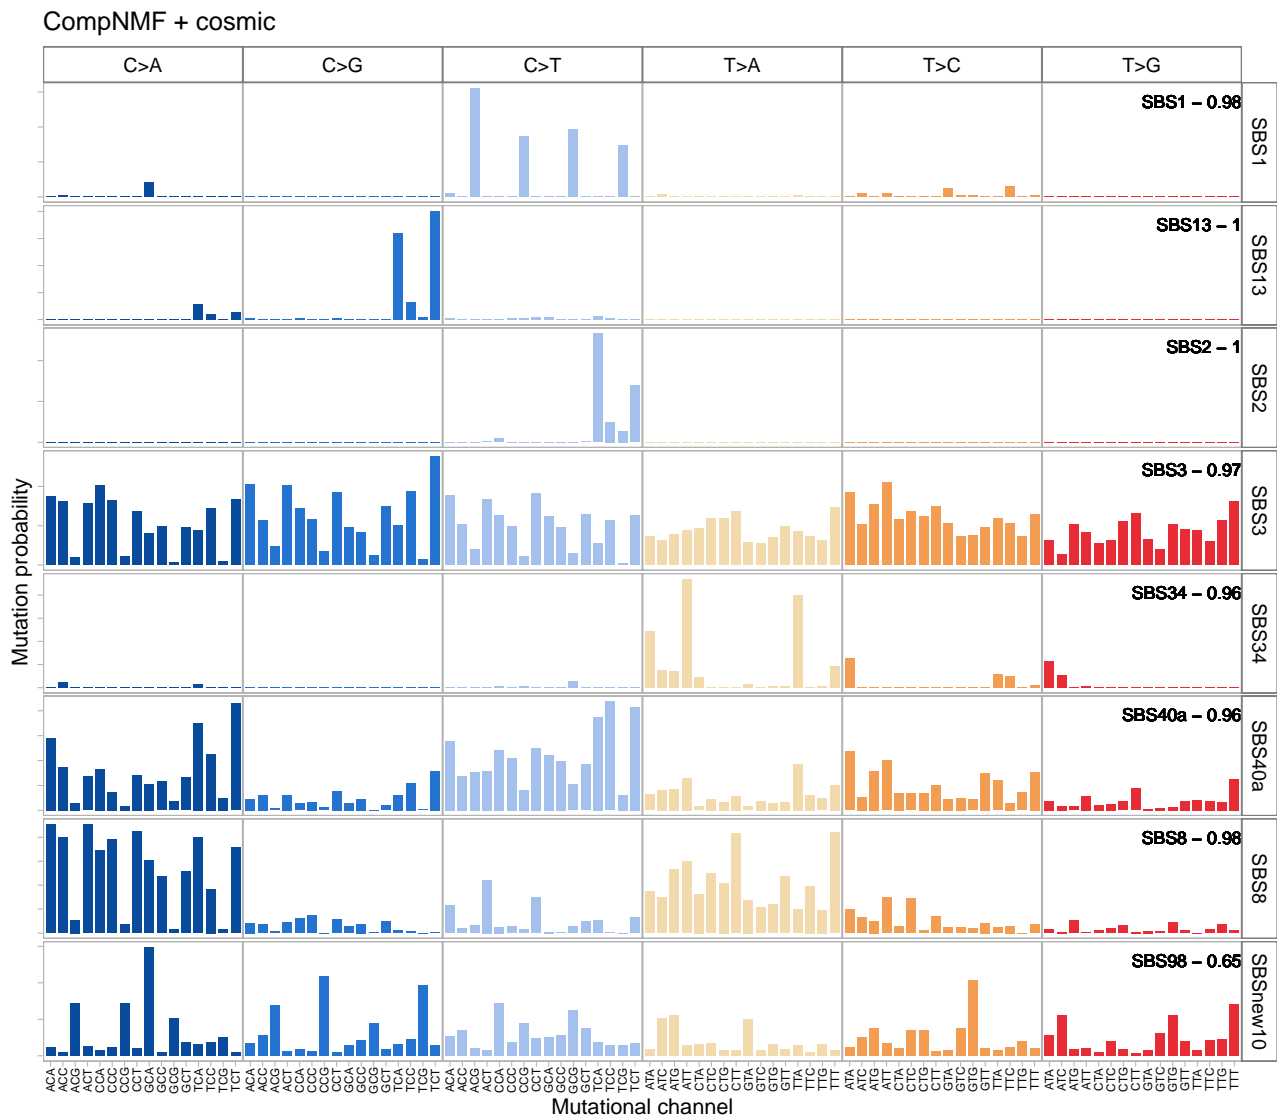 CompNMF + cosmic
C>A C>G C>T T>A T>C T>G
SBS1 – 0.98
SBS1
SBS13 – 1
SBS13
SBS2 – 1
SBS2
SBS3 – 0.97
SBS3
SBS34 – 0.96
SBS34
SBS40a – 0.96
SBS40a
SBS8 – 0.98
SBS8
SBS98 – 0.65
SBSnew10
Mutation probability
ACA ACC ACG ACT CCA CCC CCG CCT GCA GCC GCG GCT TCA TCC TCG TCT ACA ACC ACG ACT CCA CCC CCG CCT GCA GCC GCG GCT TCA TCC TCG TCT ACA ACC ACG ACT CCA CCC CCG CCT GCA GCC GCG GCT TCA TCC TCG TCT ATA ATC ATG ATT CTA CTC CTG CTT GTA GTC GTG GTT TTA TTC TTG TTT ATA ATC ATG ATT CTA CTC CTG CTT GTA GTC GTG GTT TTA TTC TTG TTT ATA ATC ATG ATT CTA CTC CTG CTT GTA GTC GTG GTT TTA TTC TTG TTT
Mutational channel